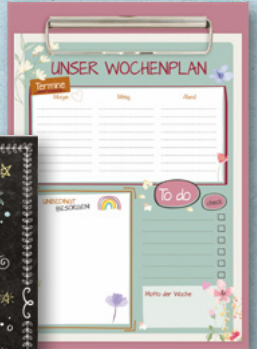 UNSER WOCHENPLAN
Termine
Morgen Mittag Abend
UNBEDINGT
BESORGEN!
To do
check
Motto der Woche